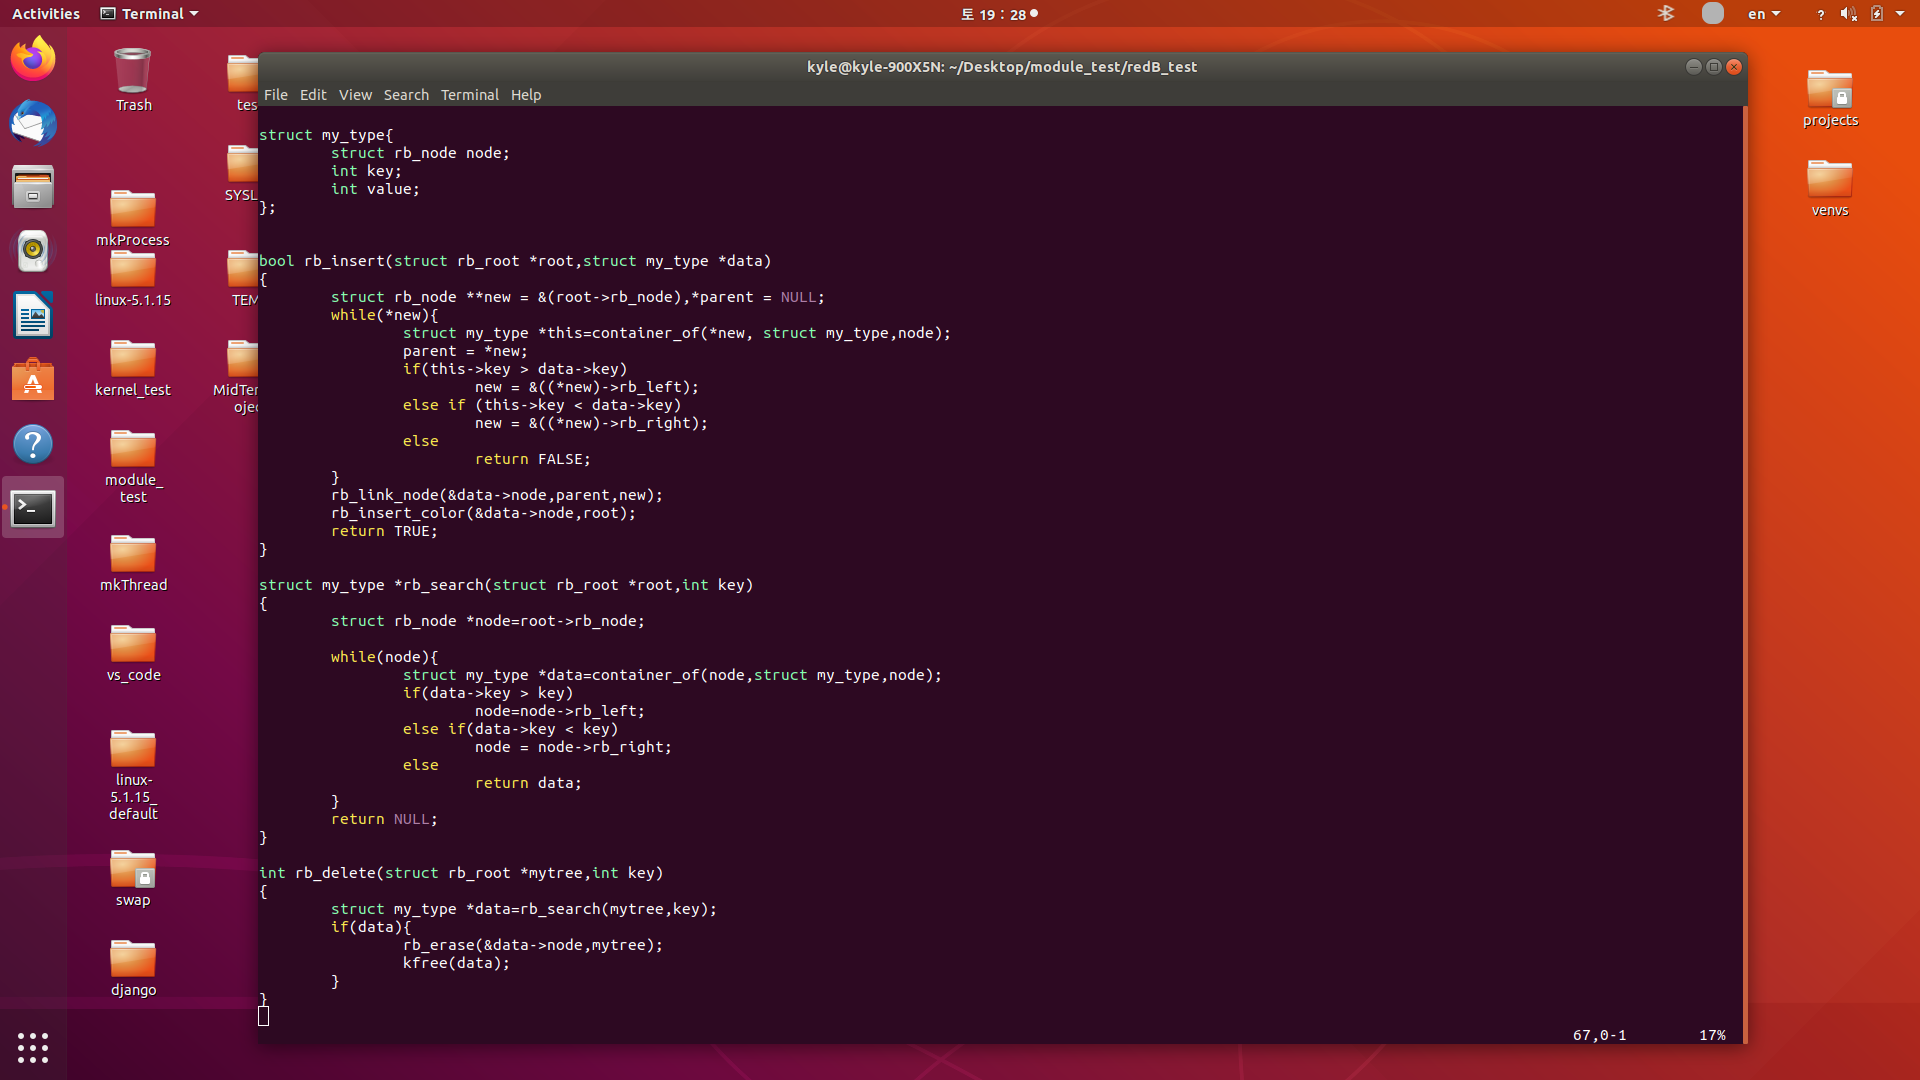 Activities
Terminal
토 19 : 28
en
?
kyle@kyle-900X5N: ~/Desktop/module_test/redB_test
File Edit View Search Terminal Help
Trash
mkProcess
linux-5.1.15
kernel_test
module_
test
mkThread
vs_code
linux-
5.1.15_
default
swap
django
tes
SYSL
TEM
MidTer
ojec
projects
venvs
struct my_type{
struct rb_node node;
int key;
int value;
};
bool rb_insert(struct rb_root *root,struct my_type *data)
{
struct rb_node **new = &(root->rb_node),*parent = NULL;
while(*new){
struct my_type *this=container_of(*new, struct my_type,node);
parent = *new;
if(this->key > data->key)
new = &((*new)->rb_left);
else if (this->key < data->key)
new = &((*new)->rb_right);
else
return FALSE;
}
rb_link_node(&data->node,parent,new);
rb_insert_color(&data->node,root);
return TRUE;
}
struct my_type *rb_search(struct rb_root *root,int key)
{
struct rb_node *node=root->rb_node;
while(node){
struct my_type *data=container_of(node,struct my_type,node);
if(data->key > key)
node=node->rb_left;
else if(data->key < key)
node = node->rb_right;
else
return data;
}
return NULL;
}
int rb_delete(struct rb_root *mytree,int key)
{
struct my_type *data=rb_search(mytree,key);
if(data){
rb_erase(&data->node,mytree);
kfree(data);
}
}
67,0-1 17%